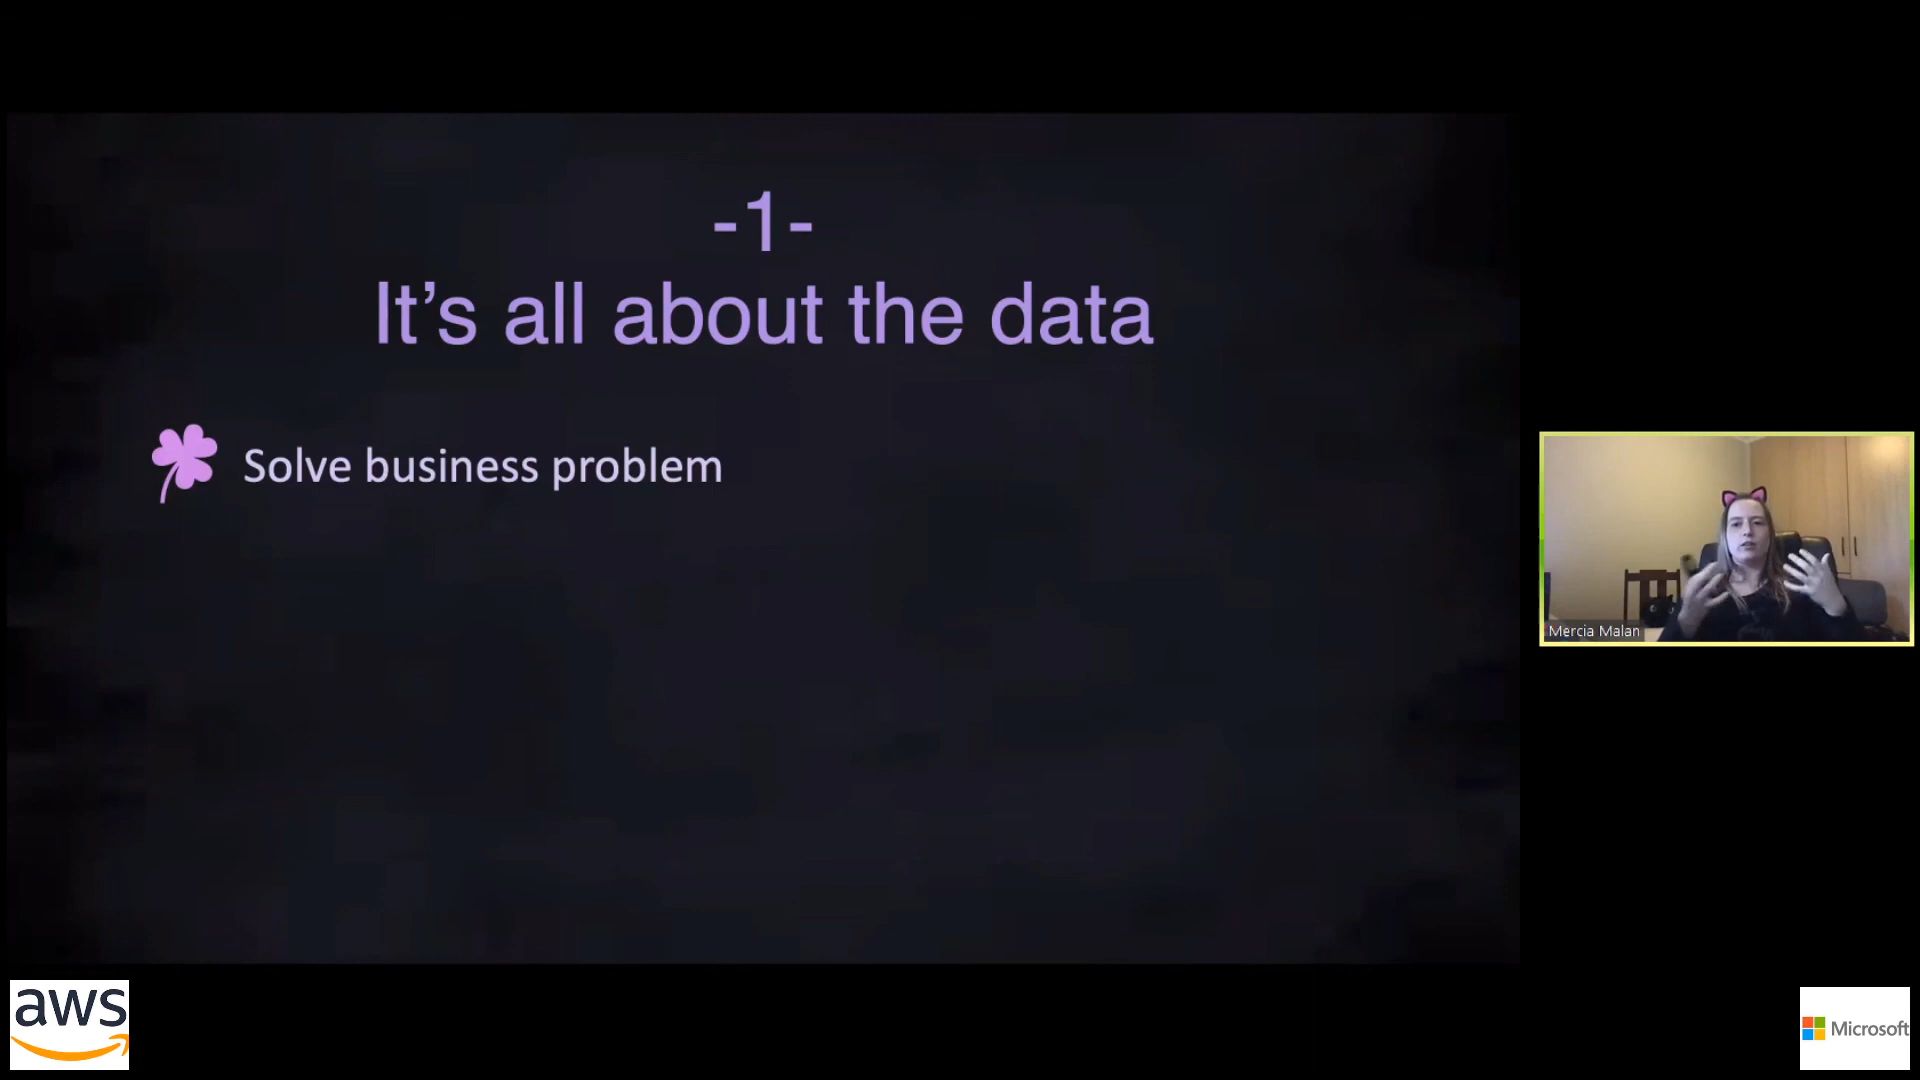 -1-
It’s all about the data
Solve business problem
Mercia Malan
aws
Microsoft